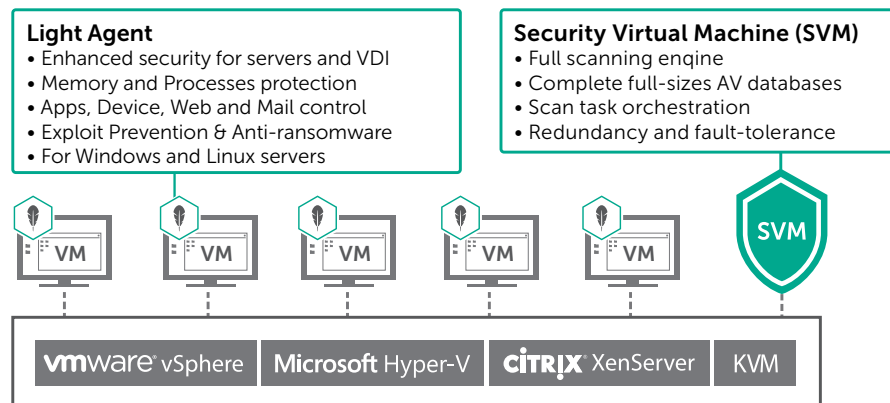 Light Agent
• Enhanced security for servers and VDI
• Memory and Processes protection
• Apps, Device, Web and Mail control
• Exploit Prevention & Anti-ransomware
• For Windows and Linux servers
Security Virtual Machine (SVM)
• Full scanning enqine
• Complete full-sizes AV databases
• Scan task orchestration
• Redundancy and fault-tolerance
VM
VM
VM
VM
VM
SVM
vmware® vSphere
Microsoft Hyper-V
CITRIX® XenServer
KVM